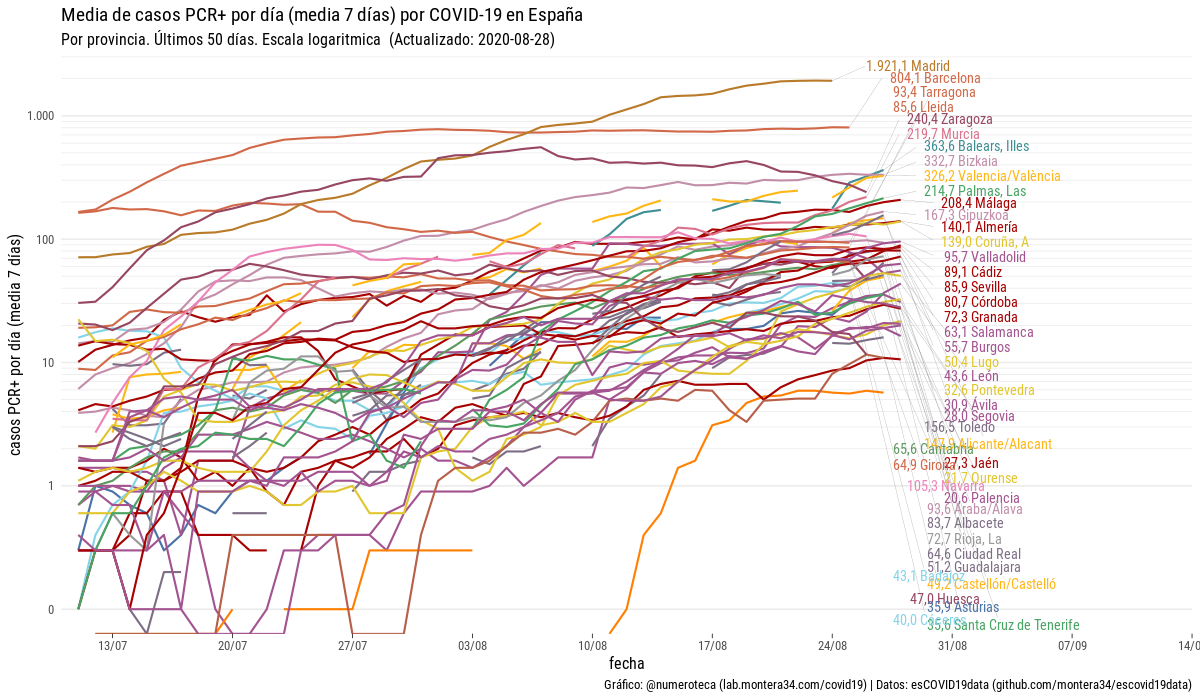 Media de casos PCR+ por día (media 7 días) por COVID-19 en España
Por provincia. Últimos 50 días. Escala logaritmica (Actualizado: 2020-08-28)
casos PCR+ por día (media 7 días)
1.000
100
10
1
0
1.921,1 Madrid
804,1 Barcelona
93,4 Tarragona
85,6 Lleida
240,4 Zaragoza
219,7 Murcia
363,6 Balears, Illes
332,7 Bizkaia
326,2 Valencia/València
214,7 Palmas, Las
208,4 Málaga
167,3 Gipuzkoa
140,1 Almería
139,0 Coruña, A
95,7 Valladolid
89,1 Cádiz
85,9 Sevilla
80,7 Córdoba
72,3 Granada
63,1 Salamanca
55,7 Burgos
50,4 Lugo
43,6 León
32,6 Pontevedra
30,9 Ávila
28,0 Segovia
156,5 Toledo
147,9 Alicante/Alacant
65,6 Cantabria
27,3 Jaén
64,9 Girona
21,7 Ourense
105,3 Navarra
20,6 Palencia
93,6 Araba/Álava
83,7 Albacete
72,7 Rioja, La
64,6 Ciudad Real
51,2 Guadalajara
43,1 Badajoz
49,2 Castellón/Castelló
47,0 Huesca
35,9 Asturias
40,0 Cáceres
35,6 Santa Cruz de Tenerife
13/07
20/07
27/07
03/08
10/08
17/08
24/08
31/08
07/09
14/0
fecha
Gráfico: @numeroteca (lab.montera34.com/covid19) | Datos: esCOVID19data (github.com/montera34/escovid19data)